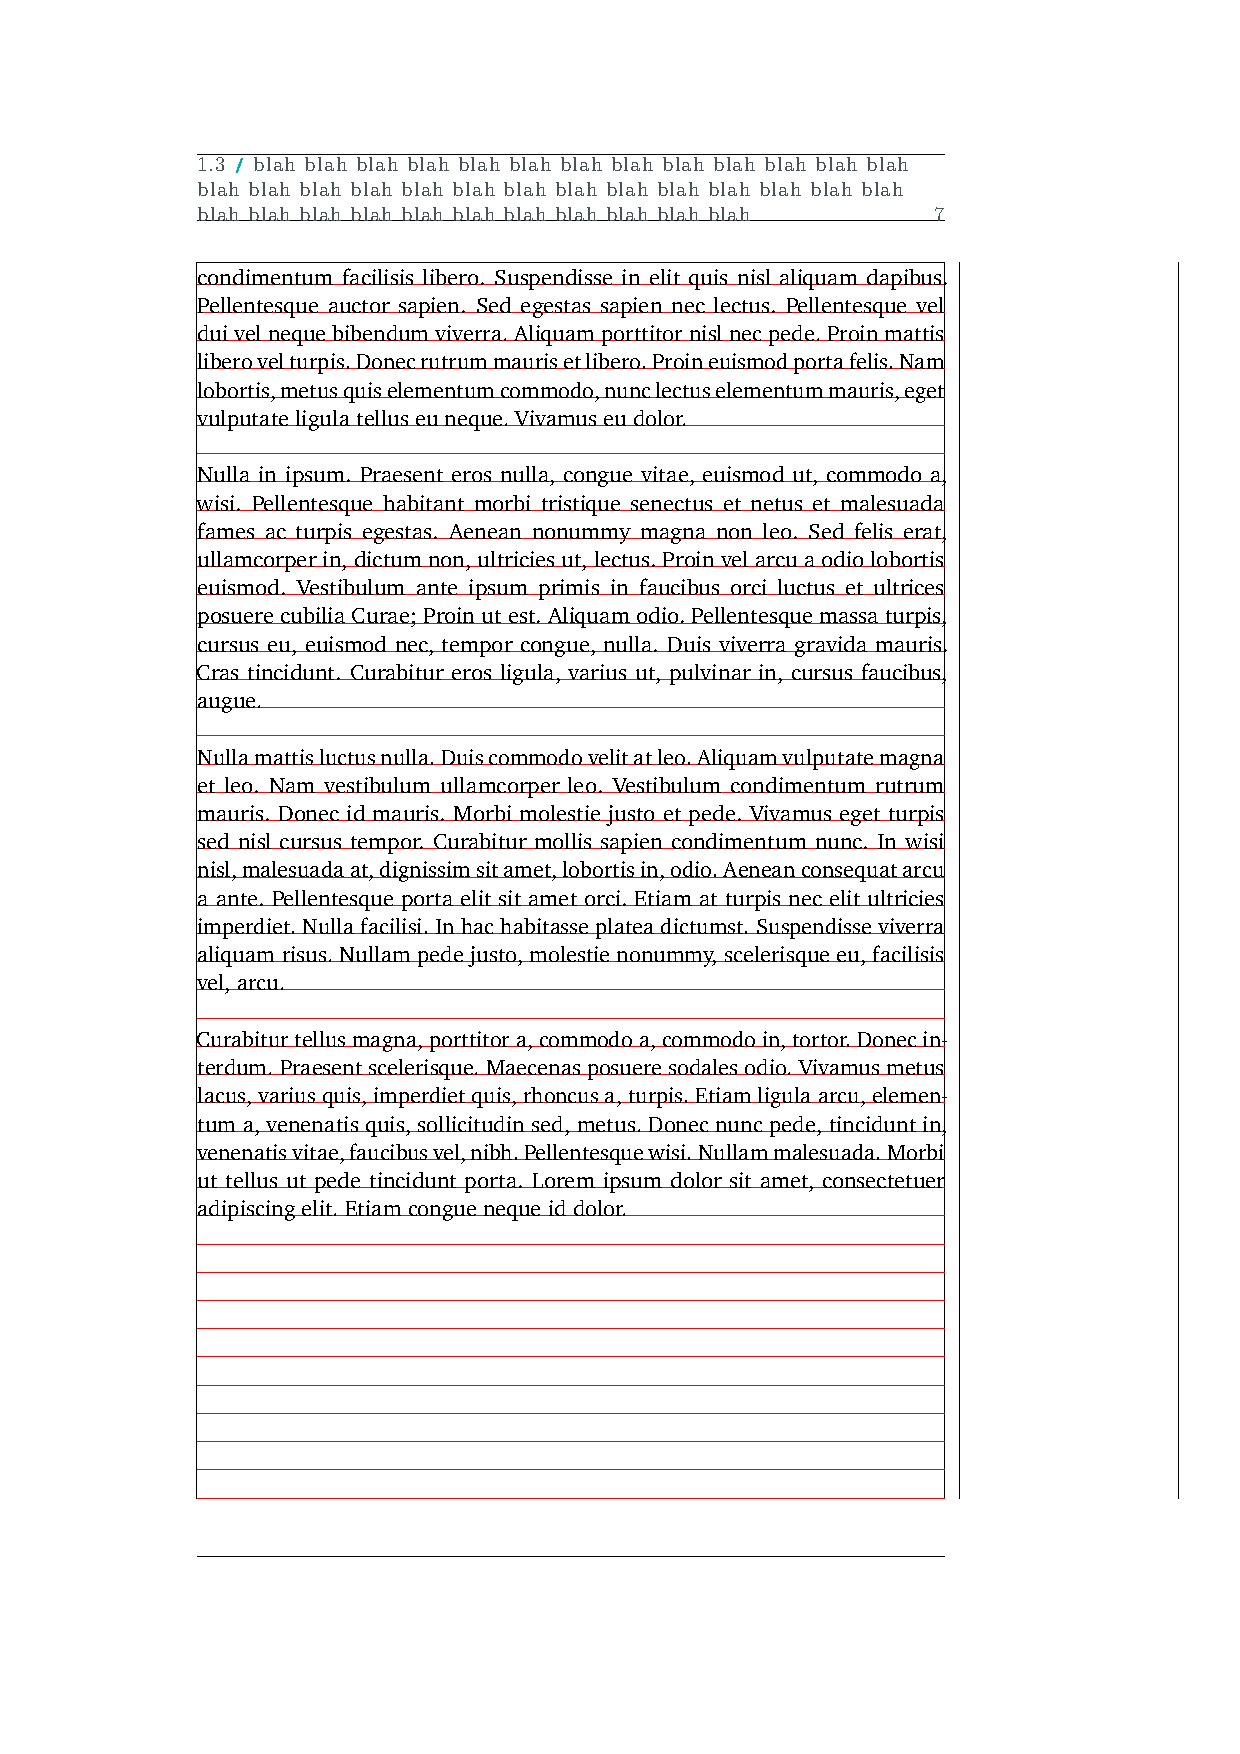 1.3 / blah blah blah blah blah blah blah blah blah blah blah blah blah
blah blah blah blah blah blah blah blah blah blah blah blah blah blah
blah blah blah blah blah blah blah blah blah blah blah 7
condimentum facilisis libero. Suspendisse in elit quis nisl aliquam dapibus.
Pellentesque auctor sapien. Sed egestas sapien nec lectus. Pellentesque vel
dui vel neque bibendum viverra. Aliquam porttitor nisl nec pede. Proin mattis
libero vel turpis. Donec rutrum mauris et libero. Proin euismod porta felis. Nam
lobortis, metus quis elementum commodo, nunc lectus elementum mauris, eget
vulputate ligula tellus eu neque. Vivamus eu dolor.
Nulla in ipsum. Praesent eros nulla, congue vitae, euismod ut, commodo a,
wisi. Pellentesque habitant morbi tristique senectus et netus et malesuada
fames ac turpis egestas. Aenean nonummy magna non leo. Sed felis erat,
ullamcorper in, dictum non, ultricies ut, lectus. Proin vel arcu a odio lobortis
euismod. Vestibulum ante ipsum primis in faucibus orci luctus et ultrices
posuere cubilia Curae; Proin ut est. Aliquam odio. Pellentesque massa turpis,
cursus eu, euismod nec, tempor congue, nulla. Duis viverra gravida mauris.
Cras tincidunt. Curabitur eros ligula, varius ut, pulvinar in, cursus faucibus,
augue.
Nulla mattis luctus nulla. Duis commodo velit at leo. Aliquam vulputate magna
et leo. Nam vestibulum ullamcorper leo. Vestibulum condimentum rutrum
mauris. Donec id mauris. Morbi molestie justo et pede. Vivamus eget turpis
sed nisl cursus tempor. Curabitur mollis sapien condimentum nunc. In wisi
nisl, malesuada at, dignissim sit amet, lobortis in, odio. Aenean consequat arcu
a ante. Pellentesque porta elit sit amet orci. Etiam at turpis nec elit ultricies
imperdiet. Nulla facilisi. In hac habitasse platea dictumst. Suspendisse viverra
aliquam risus. Nullam pede justo, molestie nonummy, scelerisque eu, facilisis
vel, arcu.
Curabitur tellus magna, porttitor a, commodo a, commodo in, tortor. Donec in-
terdum. Praesent scelerisque. Maecenas posuere sodales odio. Vivamus metus
lacus, varius quis, imperdiet quis, rhoncus a, turpis. Etiam ligula arcu, elemen-
tum a, venenatis quis, sollicitudin sed, metus. Donec nunc pede, tincidunt in,
venenatis vitae, faucibus vel, nibh. Pellentesque wisi. Nullam malesuada. Morbi
ut tellus ut pede tincidunt porta. Lorem ipsum dolor sit amet, consectetuer
adipiscing elit. Etiam congue neque id dolor.